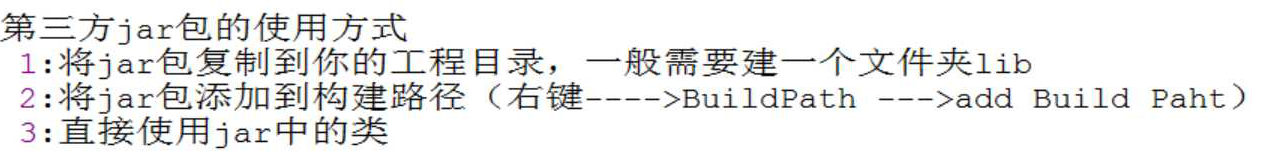 第三方jar包的使用方式
1:将jar包复制到你的工程目录，一般需要建一个文件夹lib
2:将jar包添加到构建路径（右键---->BuildPath --->add Build Paht）
3:直接使用jar中的类